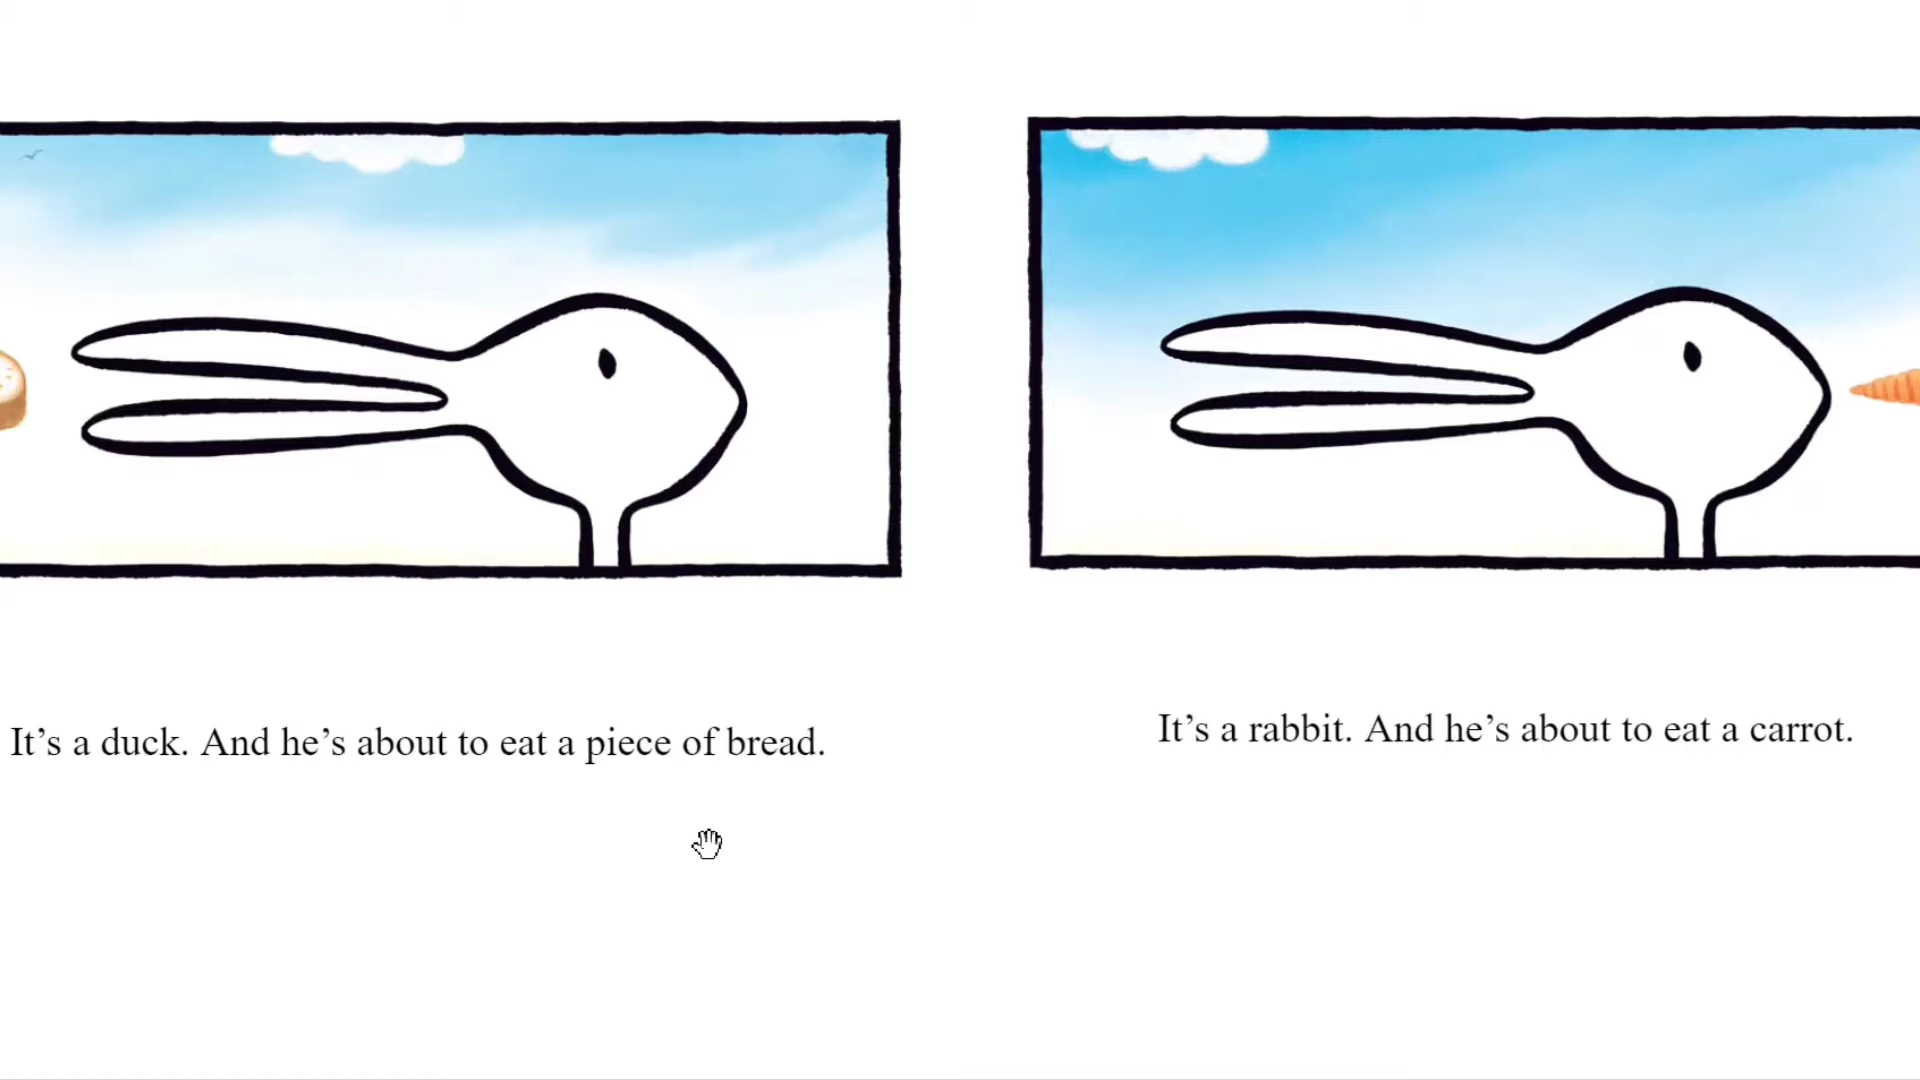 It’s a duck. And he’s about to eat a piece of bread.
It’s a rabbit. And he’s about to eat a carrot.